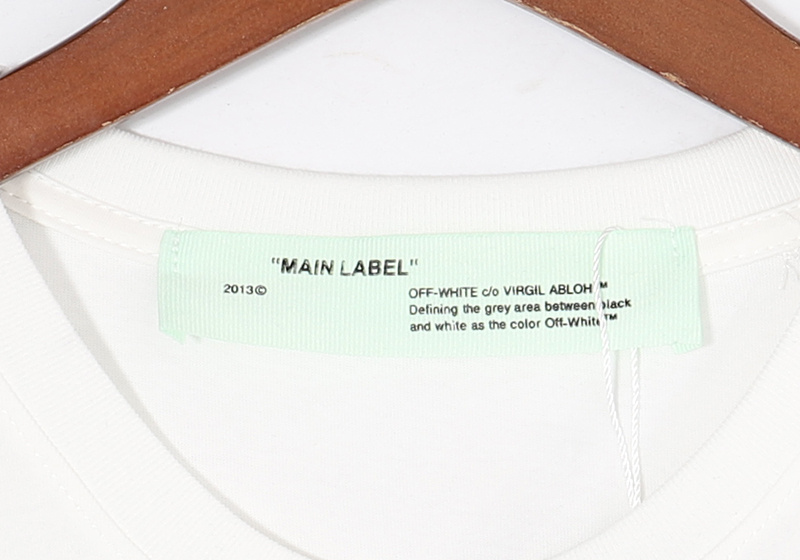 "MAIN LABEL"
2013©
OFF-WHITE c/o VIRGIL ABLOH™
Defining the grey area between black
and white as the color Off-White™